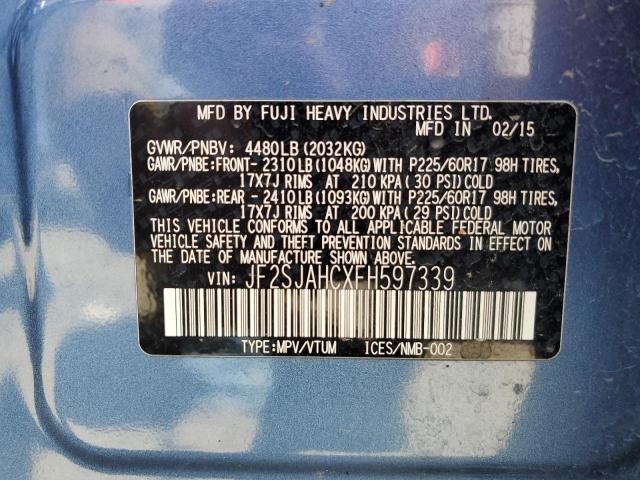 MFD BY FUJI HEAVY INDUSTRIES LTD.
MFD IN 02/15
GVWR/PNBV: 4480LB (2032KG)
GAWR/PNBE:FRONT- 2310LB (1048KG) WITH P225/60R17 98H TIRES,
17X7J RIMS AT 210 KPA ( 30 PSI) COLD
GAWR/PNBE:REAR - 2410LB (1093KG) WITH P225/60R17 98H TIRES,
17X7J RIMS AT 200 KPA ( 29 PSI) COLD
THIS VEHICLE CONFORMS TO ALL APPLICABLE FEDERAL MOTOR
VEHICLE SAFETY AND THEFT PREVENTION STANDARDS IN EFFECT ON
THE DATE OF MANUFACTURE SHOWN ABOVE.
VIN: JF2SJAHCXFH597339
TYPE:MPV/VTUM ICES/NMB-002